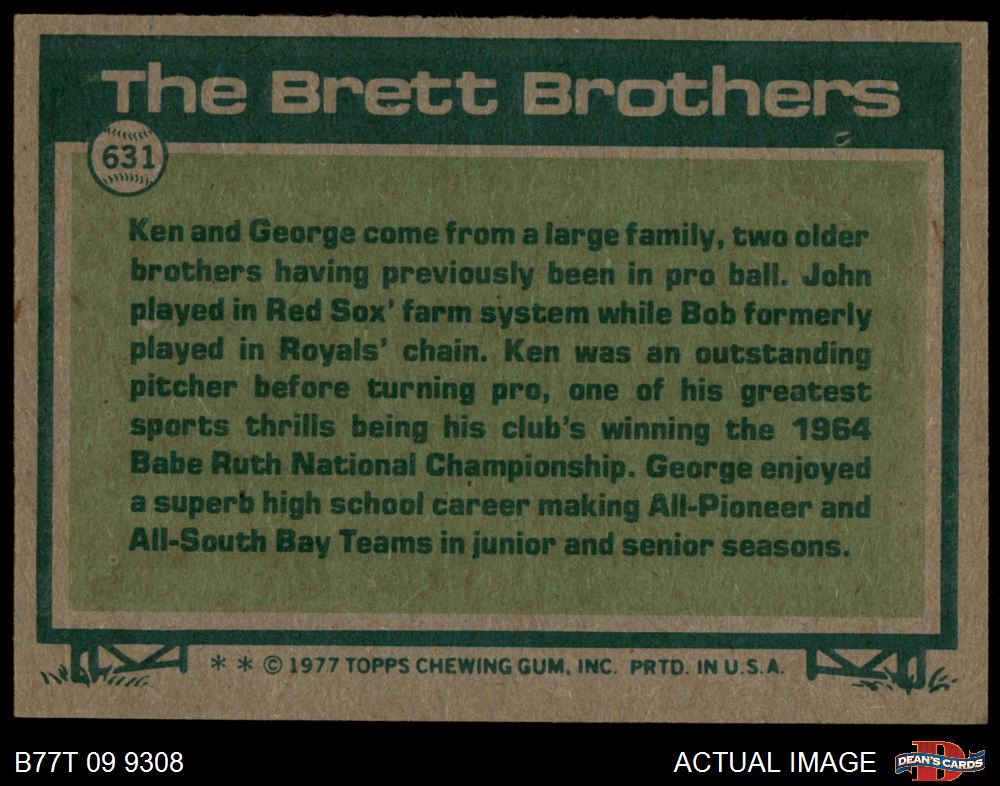 The Brett Brothers
631
Ken and George come from a large family, two older
brothers having previously been in pro ball. John
played in Red Sox' farm system while Bob formerly
played in Royals' chain. Ken was an outstanding
pitcher before turning pro, one of his greatest
sports thrills being his club's winning the 1964
Babe Ruth National Championship. George enjoyed
a superb high school career making All-Pioneer and
All-South Bay Teams in junior and senior seasons.
* * © 1977 TOPPS CHEWING GUM, INC. PRTD. IN U.S.A.
B77T 09 9308
ACTUAL IMAGE
D
DEAN'S CARDS